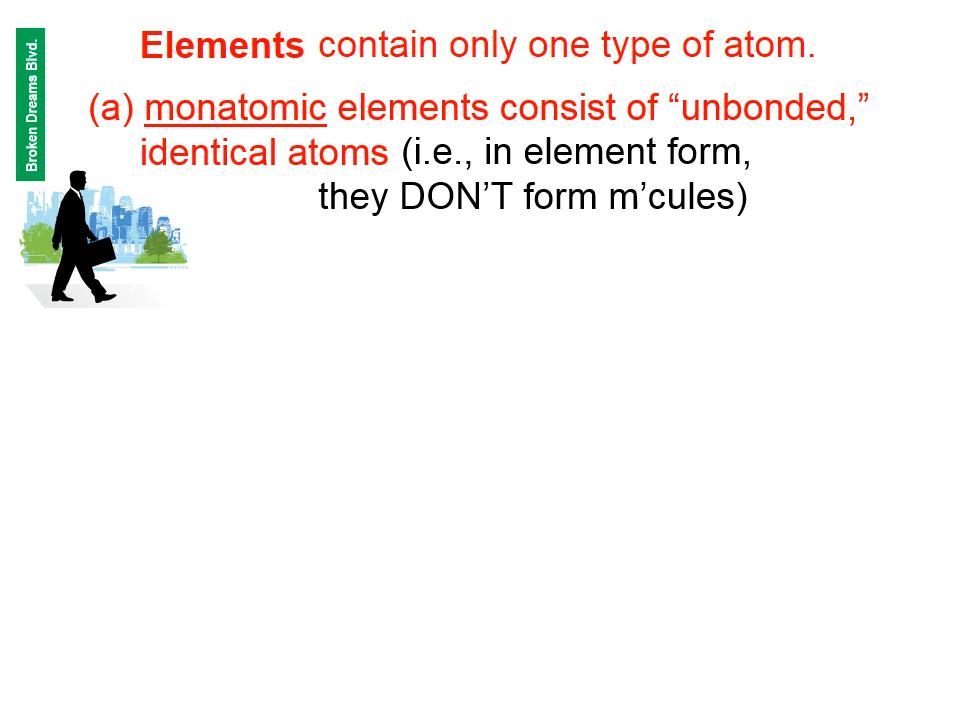 Broken Dreams Blvd.
Elements contain only one type of atom.
(a) monatomic elements consist of “unbonded,”
identical atoms (i.e., in element form,
they DON’T form m’cules)